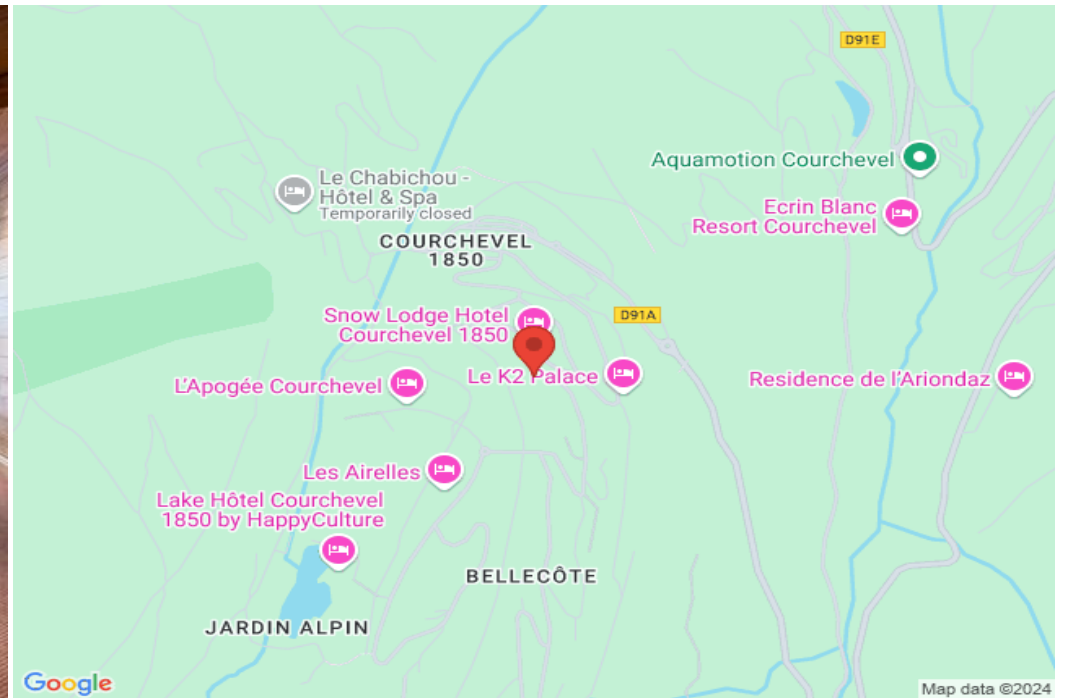 D91E
Aquamotion Courchevel
Le Chabichou -
Hôtel & Spa
Temporarily closed
Ecrin Blanc
Resort Courchevel
COURCHEVEL
1850
Snow Lodge Hotel
Courchevel 1850
D91A
L'Apogée Courchevel
Le K2 Palace
Residence de l'Ariondaz
Les Airelles
Lake Hôtel Courchevel
1850 by HappyCulture
BELLECÔTE
JARDIN ALPIN
Google
Map data ©2024